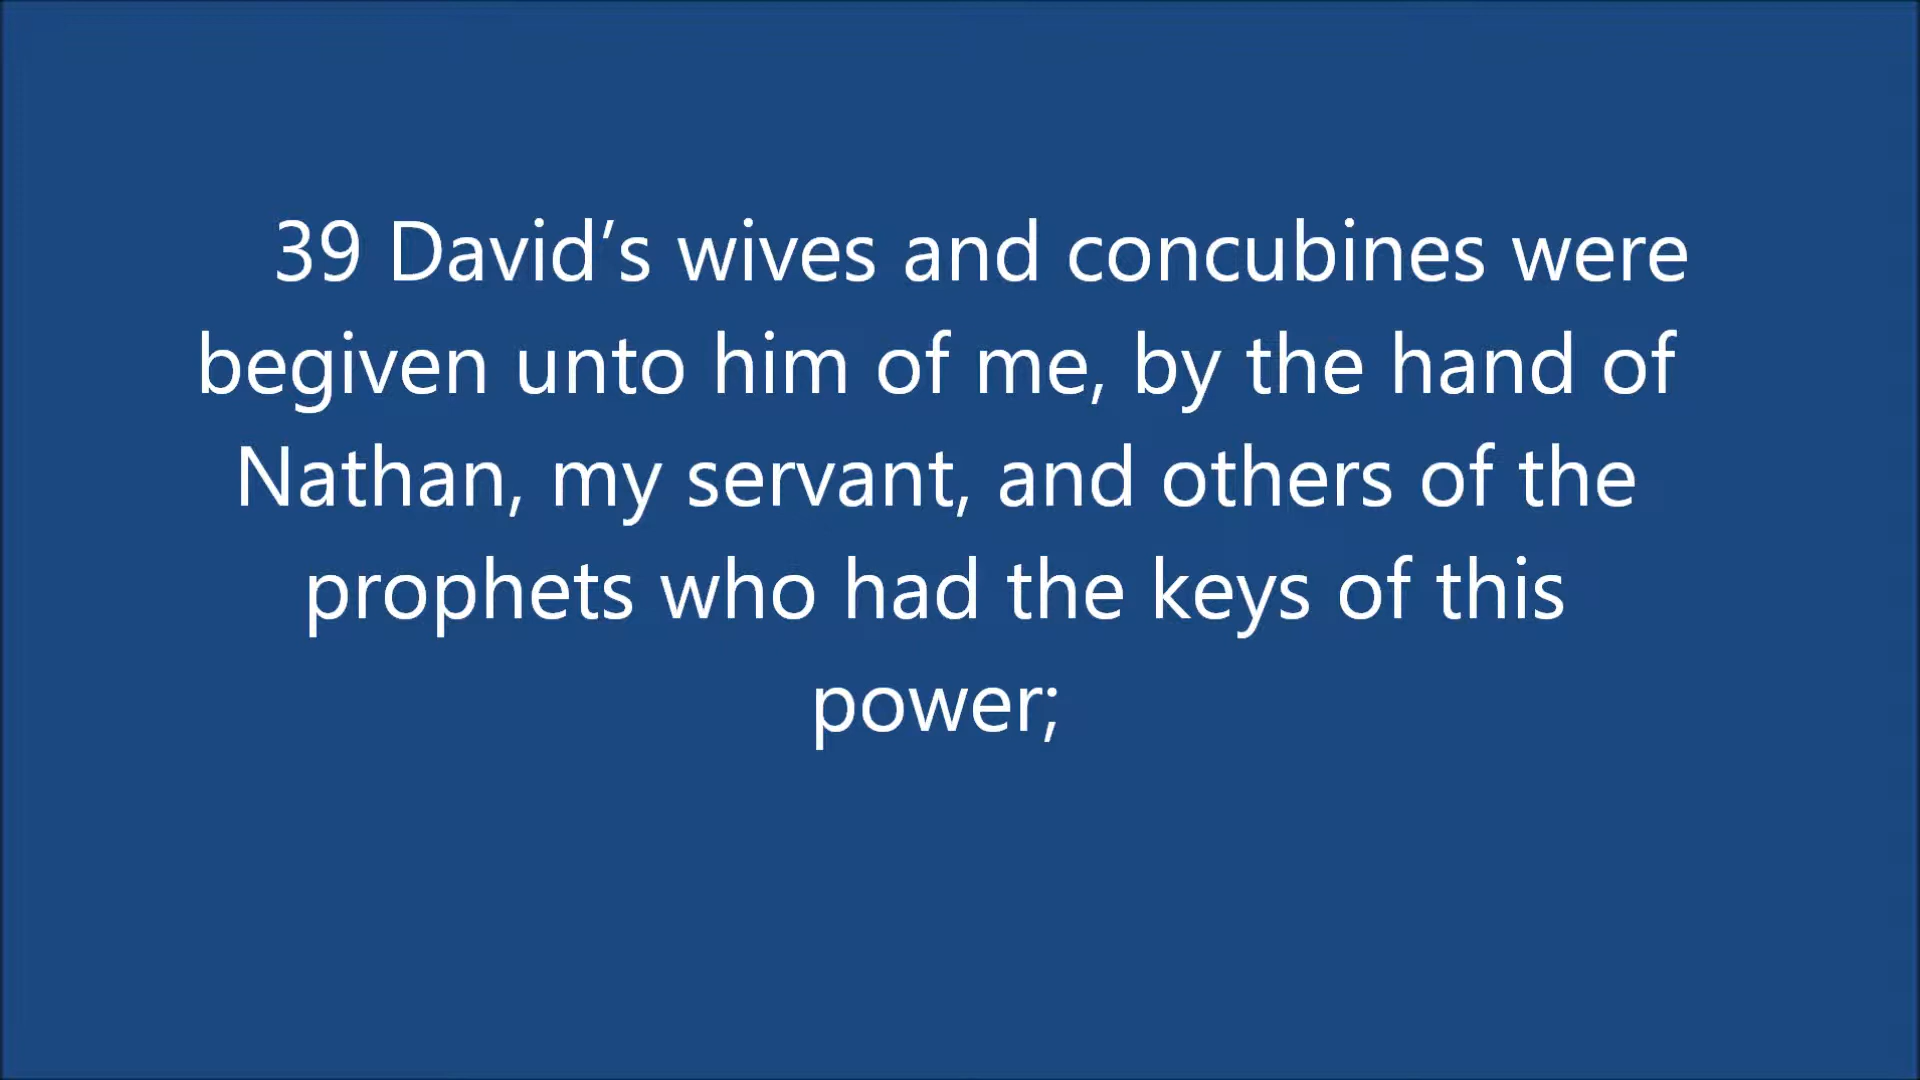 39 David’s wives and concubines were
begiven unto him of me, by the hand of
Nathan, my servant, and others of the
prophets who had the keys of this
power;